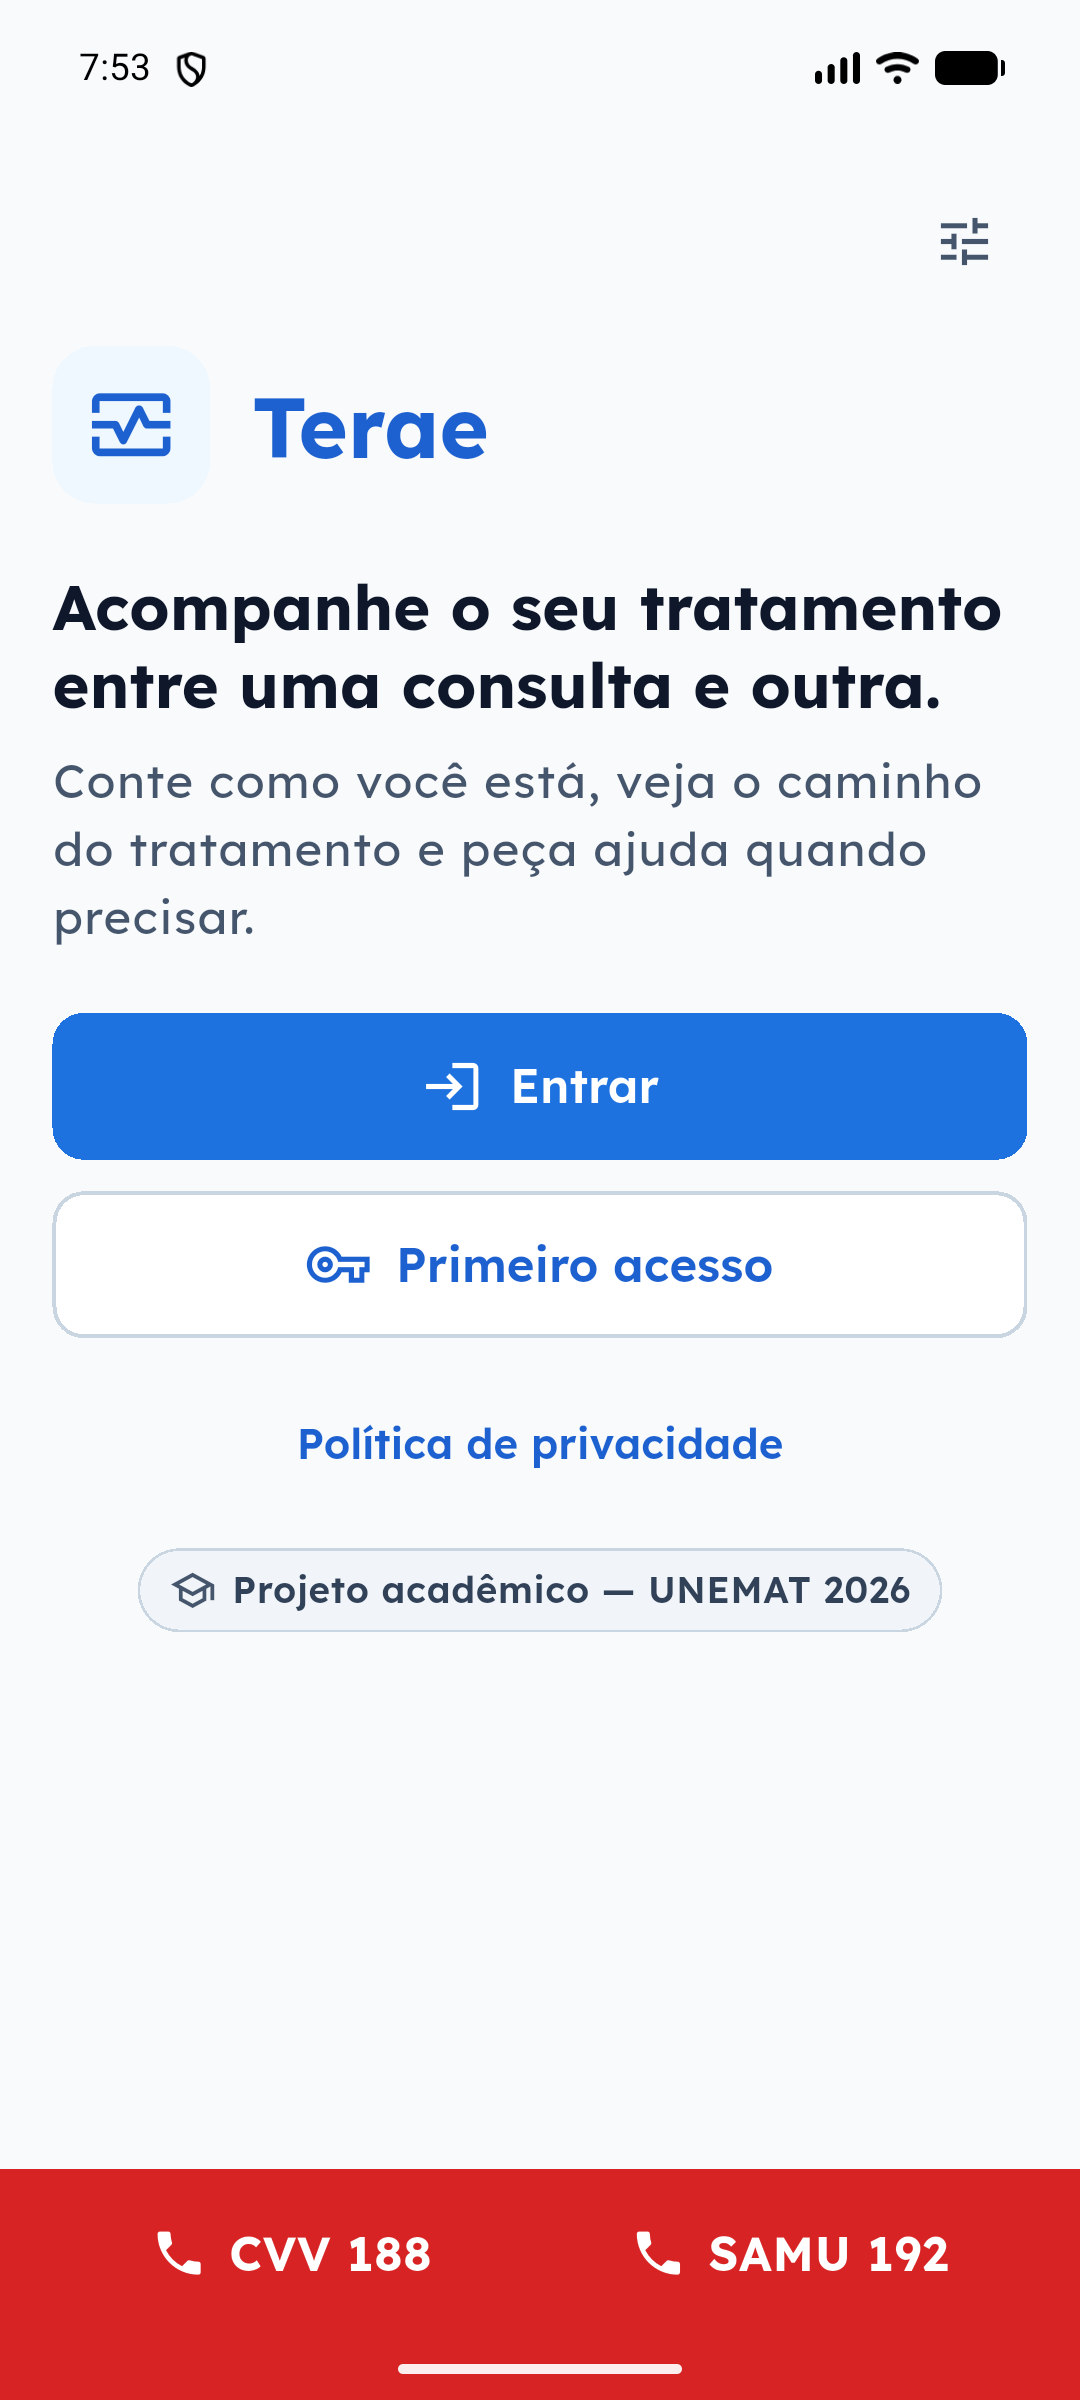 7:53
Terae
Acompanhe o seu tratamento
entre uma consulta e outra.
Conte como você está, veja o caminho
do tratamento e peça ajuda quando
precisar.
Entrar
Primeiro acesso
Política de privacidade
Projeto acadêmico — UNEMAT 2026
CVV 188
SAMU 192